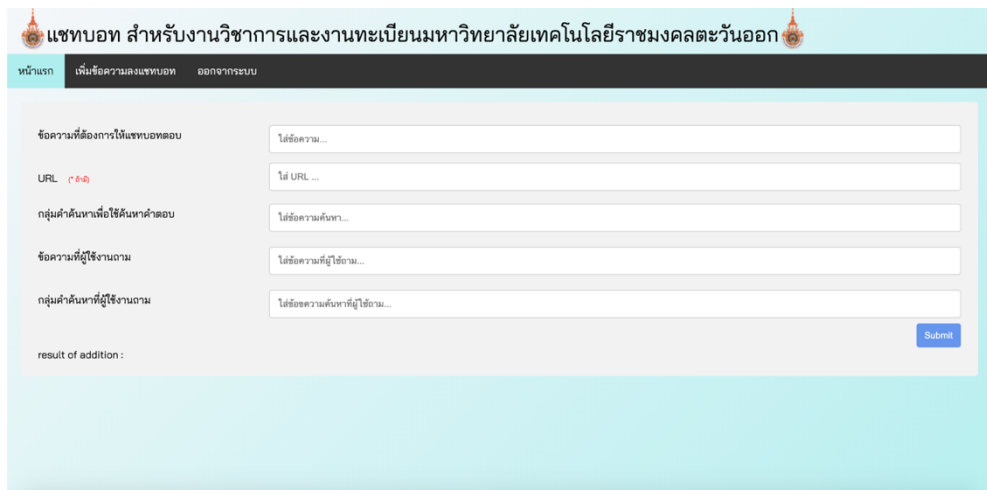 แชทบอท สำหรับงานวิชาการและงานทะเบียนมหาวิทยาลัยเทคโนโลยีราชมงคลตะวันออก
หน้าแรก เพิ่มข้อความลงแชทบอท ออกจากระบบ
ข้อความที่ต้องการให้แชทบอทตอบ ใส่ข้อความ...
URL (* ถ้ามี) ใส่ URL ...
กลุ่มคำค้นหาเพื่อใช้ค้นหาคำตอบ ใส่ข้อความค้นหา...
ข้อความที่ผู้ใช้งานถาม ใส่ข้อความที่ผู้ใช้ถาม...
กลุ่มคำค้นหาที่ผู้ใช้งานถาม ใส่ข้อขความค้นหาที่ผู้ใช้ถาม...
Submit
result of addition :